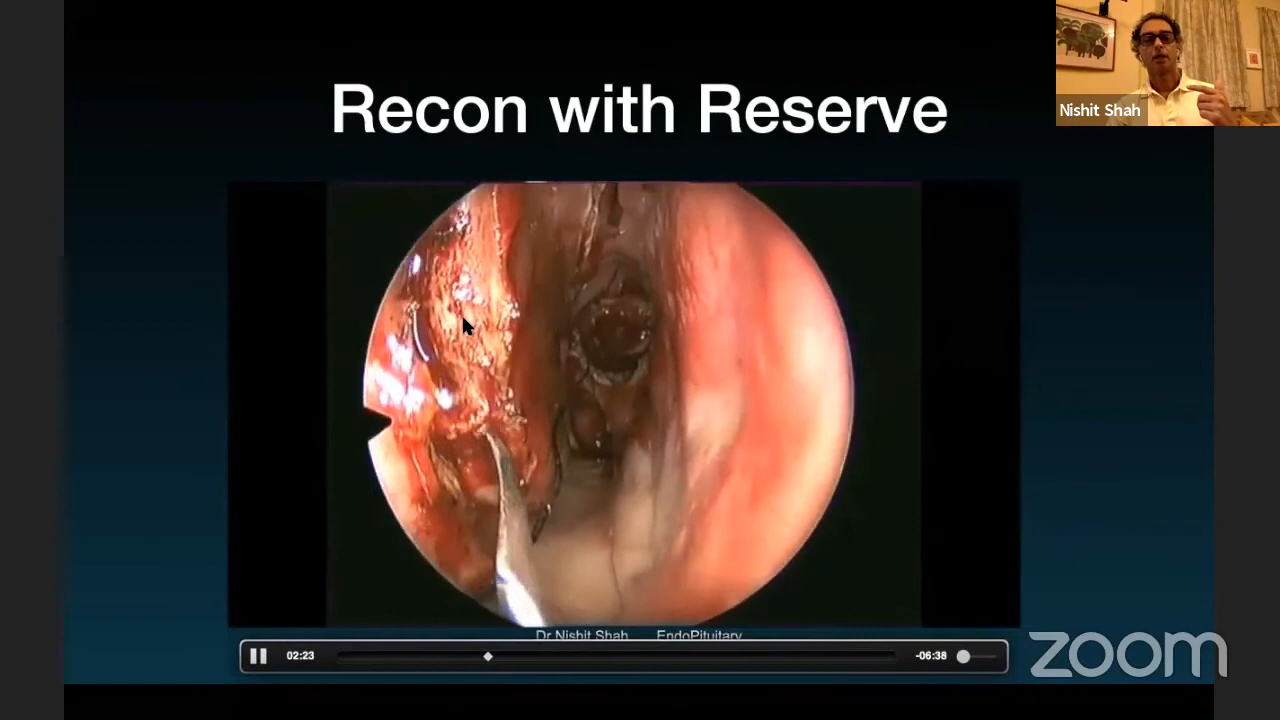 Recon with Reserve
Nishit Shah
Dr Nishit Shah EndoPituitary
02:23
-06:38
zoom